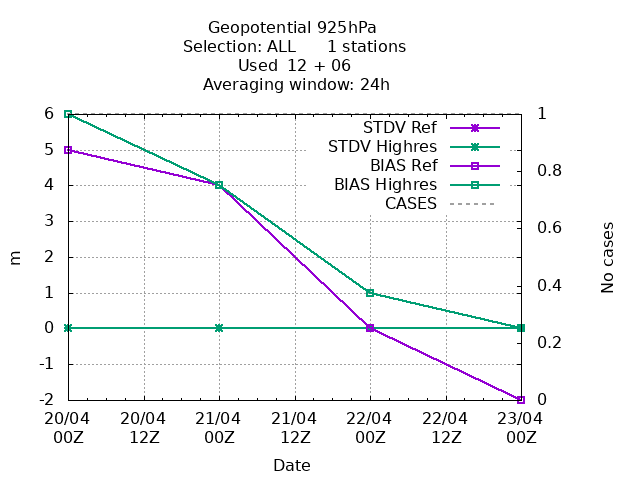 Geopotential 925hPa
Selection: ALL      1 stations
Used  12 + 06
Averaging window: 24h
STDV Ref
STDV Highres
BIAS Ref
BIAS Highres
CASES
6
5
4
3
2
1
0
-1
-2
m
1
0.8
0.6
0.4
0.2
0
No cases
20/04 20/04 21/04 21/04 22/04 22/04 23/04
00Z 12Z 00Z 12Z 00Z 12Z 00Z
Date